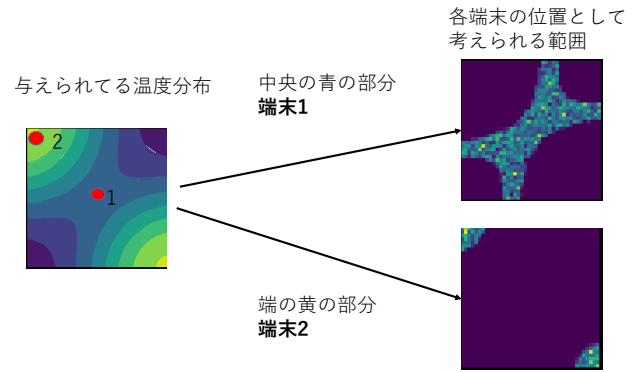 各端末の位置として
考えられる範囲
与えられてる温度分布
中央の青の部分
端末1
2
1
端の黄の部分
端末2